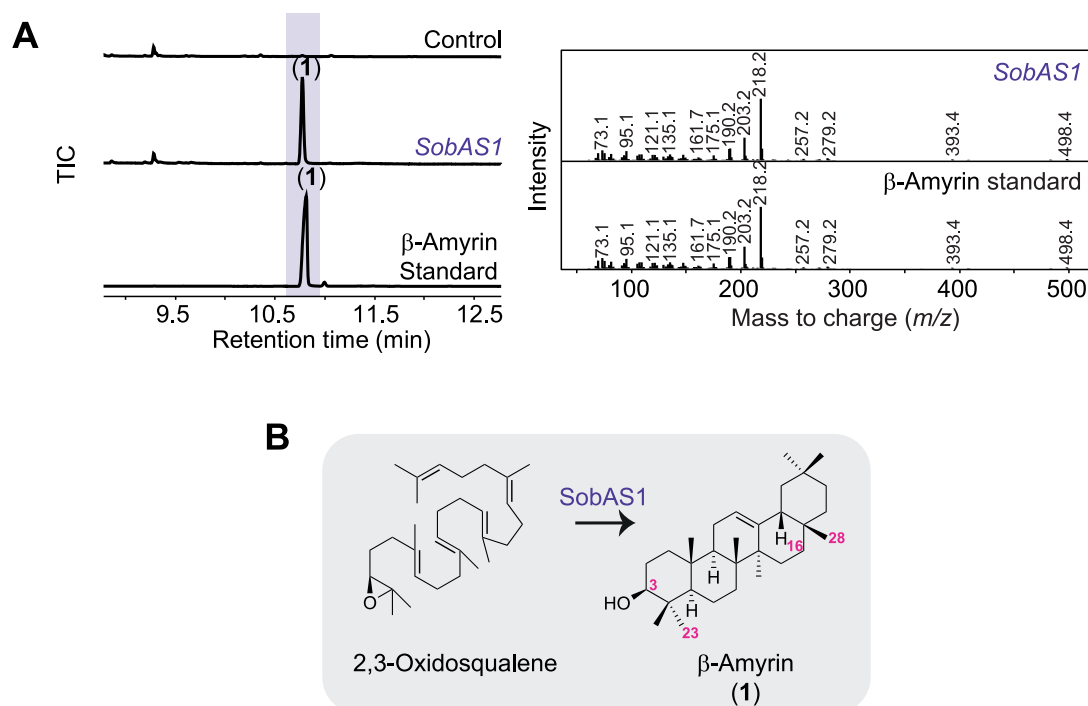 A
Control
(1)
SobAS1
(1)
β-Amyrin
Standard
TIC
9.5 10.5 11.5 12.5
Retention time (min)
SobAS1
73.1 95.1 121.1 135.1 161.7 175.1 190.2 203.2 218.2 257.2 279.2 393.4 498.4
β-Amyrin standard
73.1 95.1 121.1 135.1 161.7 175.1 190.2 203.2 218.2 257.2 279.2 393.4 498.4
Intensity
100 200 300 400 500
Mass to charge (m/z)
B
SobAS1
O
2,3-Oxidosqualene
H 16 28
3 H
HO H
23
β-Amyrin
(1)